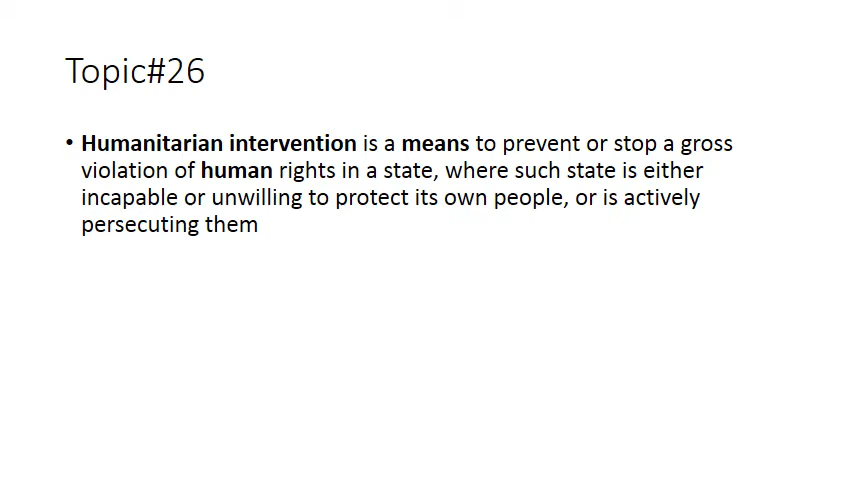 Topic#26
• Humanitarian intervention is a means to prevent or stop a gross
violation of human rights in a state, where such state is either
incapable or unwilling to protect its own people, or is actively
persecuting them